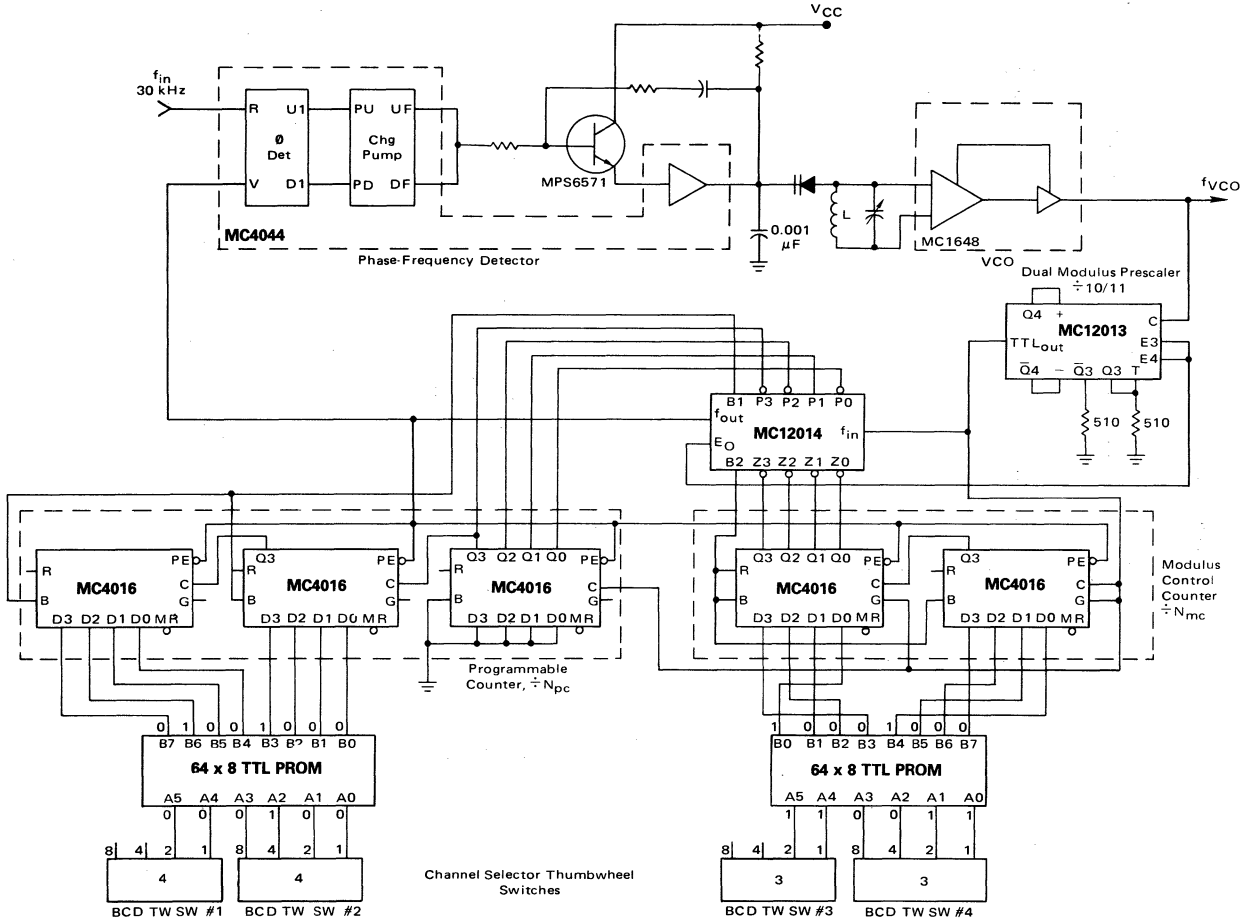 VCC
fin
30 kHz
R U1
ø
Det
V D1
PU UF
Chg
Pump
PD DF
MPS6571
MC4044
Phase-Frequency Detector
0.001
µF
L
MC1648
VCO
fVCO
Dual Modulus Prescaler
÷10/11
Q4 +
C
MC12013
TTLout
E3
E4
Q̄4 − Q̄3 Q3 T
510 510
B1 P3 P2 P1 P0
fout
MC12014
fin
EO
B2 Z3 Z2 Z1 Z0
PE
R
C
MC4016
B
G
D3 D2 D1 D0 MR
Q3
PE
R
C
MC4016
B
G
D3 D2 D1 D0 MR
Q3 Q2 Q1 Q0
PE
MC4016
C
B
G
D3 D2 D1 D0 MR
Q3 Q2 Q1 Q0
PE
R
C
MC4016
B
G
D3 D2 D1 D0 MR
Q3
PE
C
MC4016
G
D3 D2 D1 D0 MR
Modulus
Control
Counter
÷Nmc
Programmable
Counter, ÷Npc
0 1 0 0 1 0 0 0
B7 B6 B5 B4 B3 B2 B1 B0
64 x 8 TTL PROM
A5 A4 A3 A2 A1 A0
0 0 0 1 0 0
8 4 2 1
4
BCD TW SW #1
8 4 2 1
4
BCD TW SW #2
Channel Selector Thumbwheel
Switches
1 0 0 0 1 0 0 0
B0 B1 B2 B3 B4 B5 B6 B7
64 x 8 TTL PROM
A5 A4 A3 A2 A1 A0
1 1 0 0 1 1
8 4 2 1
3
BCD TW SW #3
8 4 2 1
3
BCD TW SW #4